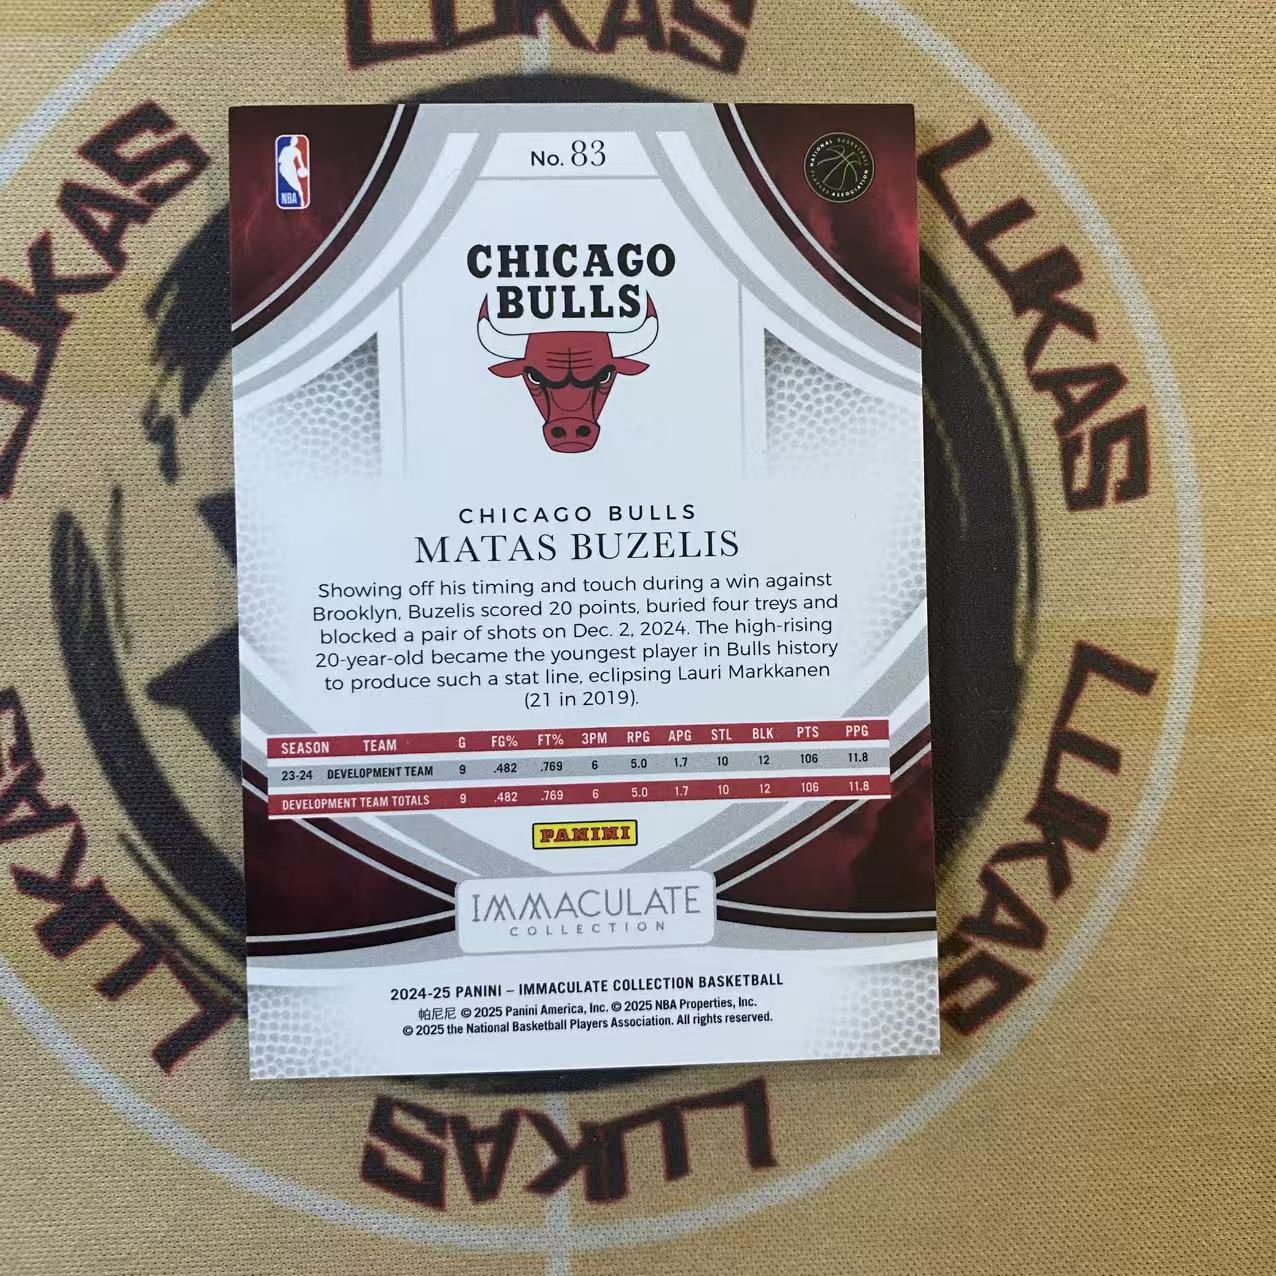 LUKAS
LUKAS
LUKAS
NBA
No. 83
NATIONAL BASKETBALL
PLAYERS ASSOCIATION
CHICAGO
BULLS
CHICAGO BULLS
MATAS BUZELIS
Showing off his timing and touch during a win against
Brooklyn, Buzelis scored 20 points, buried four treys and
blocked a pair of shots on Dec. 2, 2024. The high-rising
20-year-old became the youngest player in Bulls history
to produce such a stat line, eclipsing Lauri Markkanen
(21 in 2019).
SEASON TEAM G FG% FT% 3PM RPG APG STL BLK PTS PPG
23-24 DEVELOPMENT TEAM 9 .482 .769 6 5.0 1.7 10 12 106 11.8
DEVELOPMENT TEAM TOTALS 9 .482 .769 6 5.0 1.7 10 12 106 11.8
PANINI
IMMACULATE
COLLECTION
2024-25 PANINI – IMMACULATE COLLECTION BASKETBALL
帕尼尼 © 2025 Panini America, Inc. © 2025 NBA Properties, Inc.
© 2025 the National Basketball Players Association. All rights reserved.
LUKAS
LUKAS
LUKAS